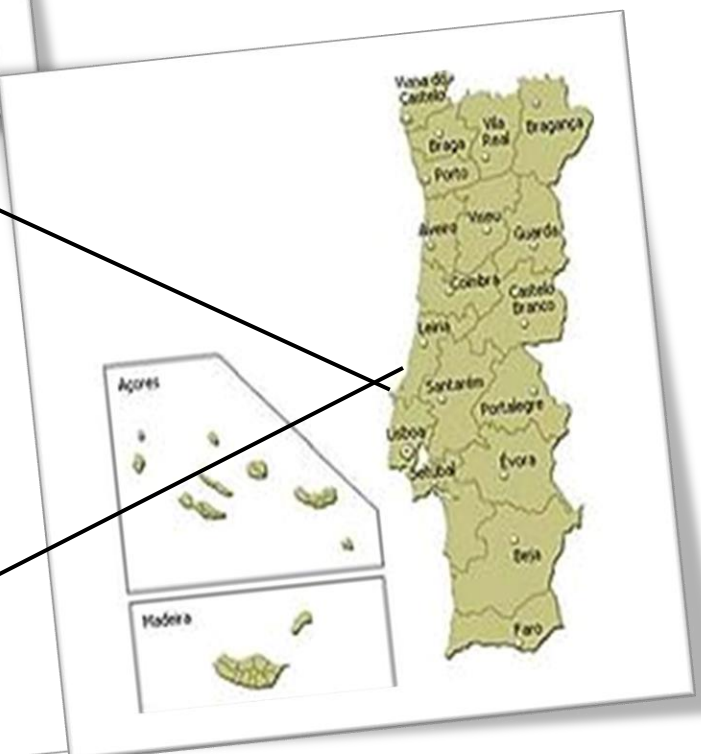 Viana do
Castelo
Braga
Vila
Real
Bragança
Porto
Aveiro
Viseu
Guarda
Coimbra
Castelo
Branco
Leiria
Santarém
Portalegre
Lisboa
Setubal
Évora
Beja
Faro
Açores
Madeira